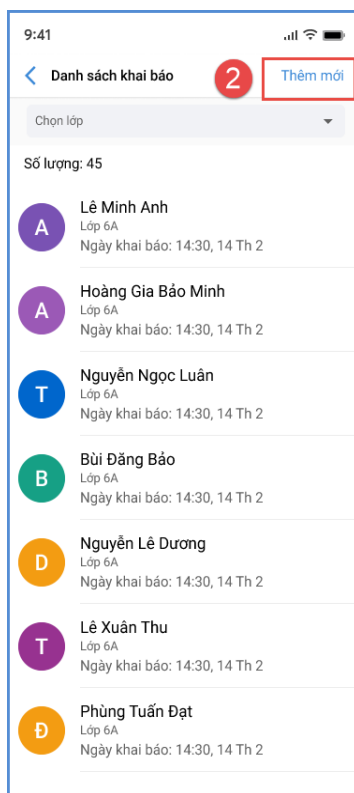 9:41
Danh sách khai báo
2
Thêm mới
Chọn lớp
Số lượng: 45
A
Lê Minh Anh
Lớp 6A
Ngày khai báo: 14:30, 14 Th 2
A
Hoàng Gia Bảo Minh
Lớp 6A
Ngày khai báo: 14:30, 14 Th 2
T
Nguyễn Ngọc Luân
Lớp 6A
Ngày khai báo: 14:30, 14 Th 2
B
Bùi Đăng Bảo
Lớp 6A
Ngày khai báo: 14:30, 14 Th 2
D
Nguyễn Lê Dương
Lớp 6A
Ngày khai báo: 14:30, 14 Th 2
T
Lê Xuân Thu
Lớp 6A
Ngày khai báo: 14:30, 14 Th 2
Đ
Phùng Tuấn Đạt
Lớp 6A
Ngày khai báo: 14:30, 14 Th 2